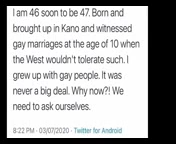 I am 46 soon to be 47. Born and
brought up in Kano and witnessed
gay marriages at the age of 10 when
the West wouldn't tolerate such. I
grew up with gay people. It was
never a big deal. Why now?! We
need to ask ourselves.
8:22 PM · 03/07/2020 · Twitter for Android